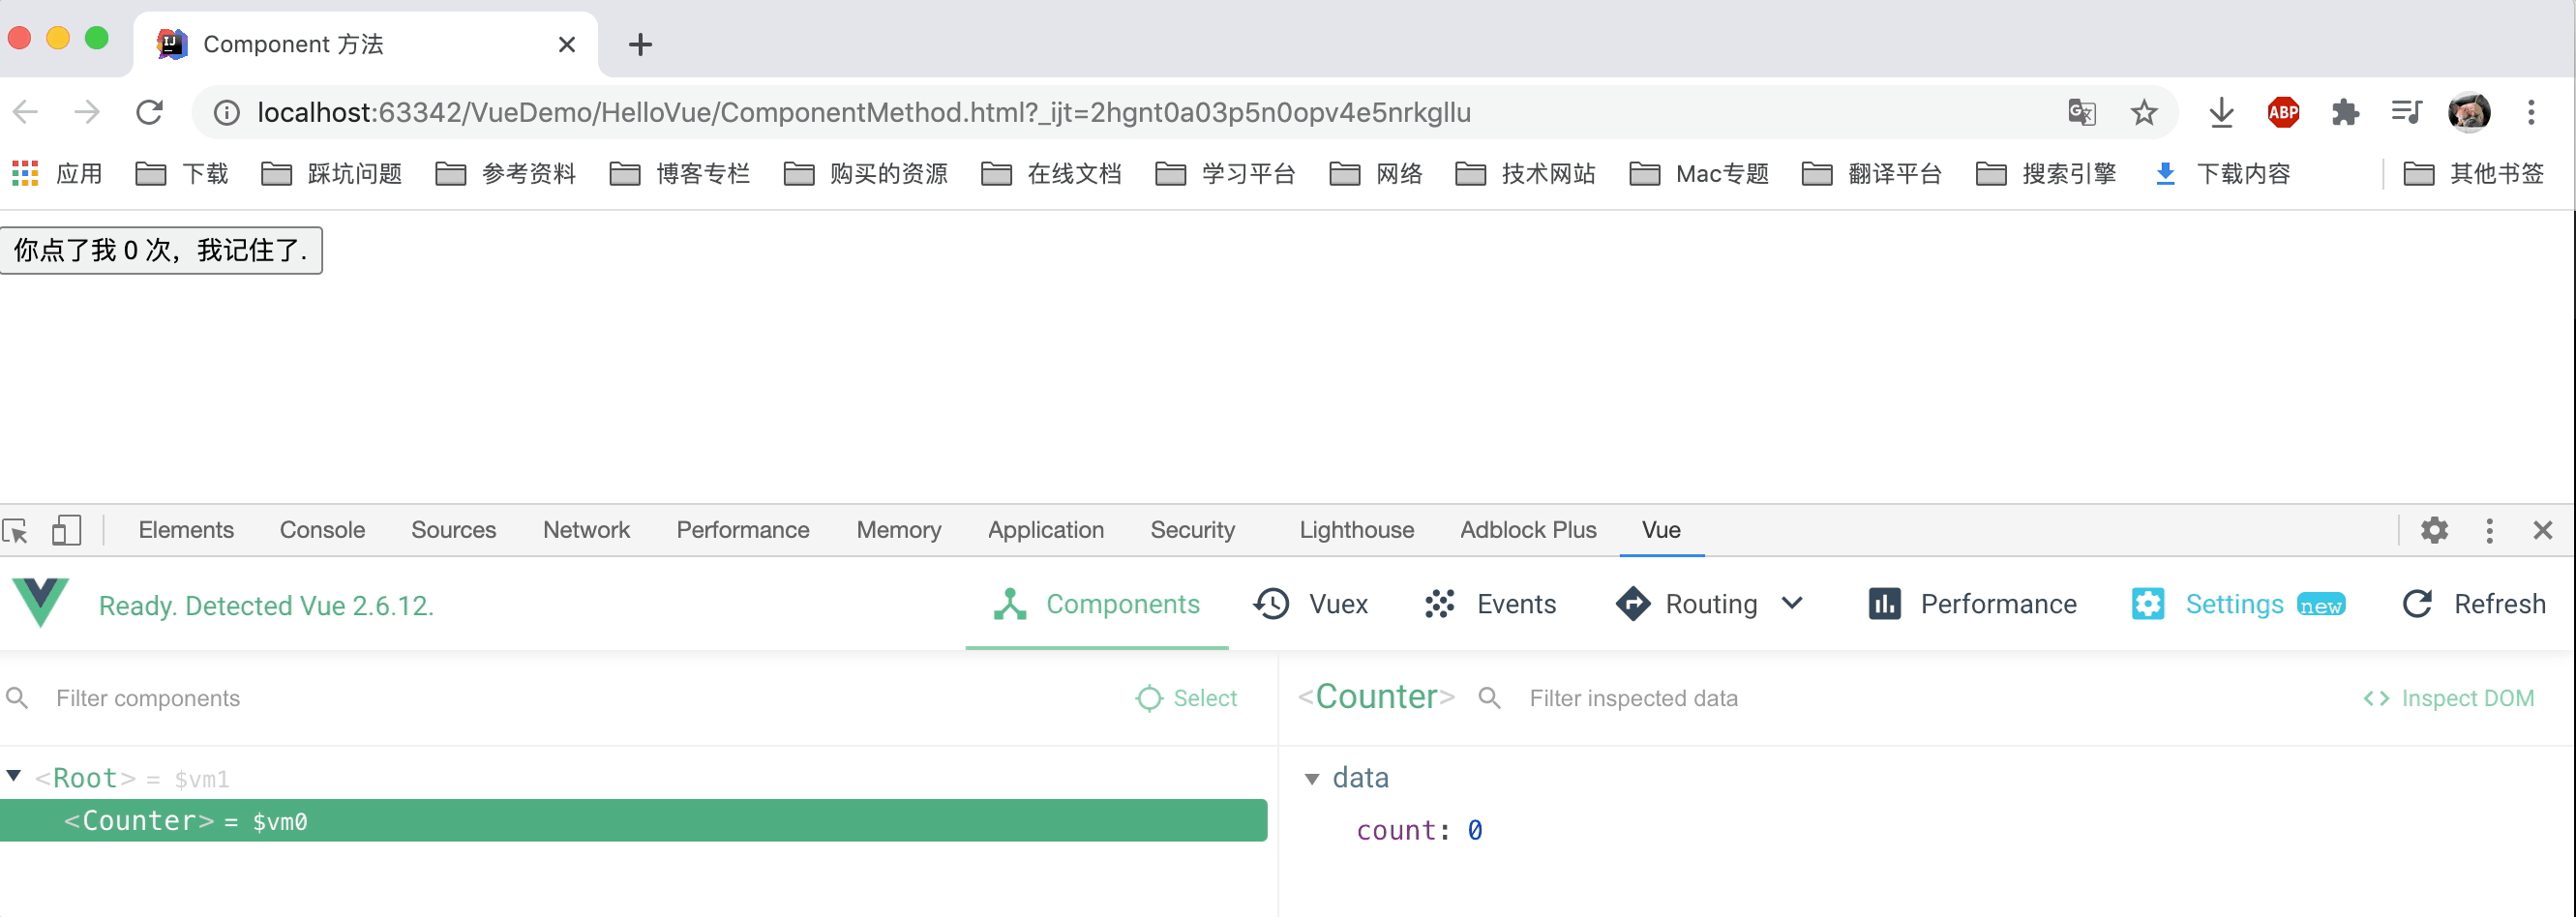 Component 方法
localhost:63342/VueDemo/HelloVue/ComponentMethod.html?_ijt=2hgnt0a03p5n0opv4e5nrkgllu
ABP
应用 下载 踩坑问题 参考资料 博客专栏 购买的资源 在线文档 学习平台 网络 技术网站 Mac专题 翻译平台 搜索引擎 下载内容 其他书签
你点了我 0 次，我记住了.
Elements Console Sources Network Performance Memory Application Security Lighthouse Adblock Plus Vue
Ready. Detected Vue 2.6.12. Components Vuex Events Routing Performance Settings new Refresh
Filter components Select <Counter> Filter inspected data <> Inspect DOM
<Root> = $vm1 data
<Counter> = $vm0 count: 0